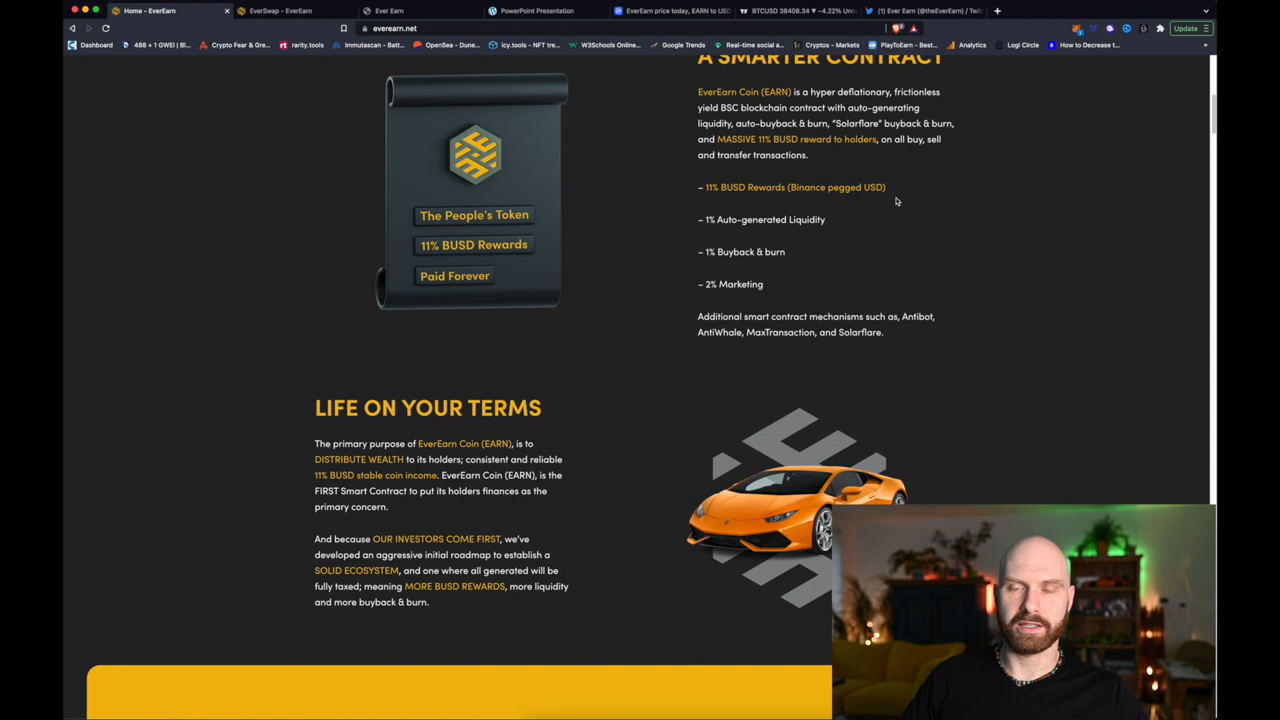 Home - EverEarn
EverSwap - EverEarn
Ever Earn
PowerPoint Presentation
EverEarn price today, EARN to USD
BTCUSD 38408.34 ▼ −4.22% Unn
(1) Ever Earn (@theEverEarn) / Twit
everearn.net
Update
Dashboard
488 + 1 GWEI | Bl...
Crypto Fear & Gre...
rarity.tools
Immutascan - Batt...
OpenSea - Dune...
icy.tools - NFT tre...
W3Schools Online...
Google Trends
Real-time social a...
Cryptos - Markets
PlayToEarn - Best...
Analytics
Logi Circle
How to Decrease t...
»
A SMARTER CONTRACT
EverEarn Coin (EARN) is a hyper deflationary, frictionless
yield BSC blockchain contract with auto-generating
liquidity, auto-buyback & burn, “Solarflare” buyback & burn,
and MASSIVE 11% BUSD reward to holders, on all buy, sell
and transfer transactions.
– 11% BUSD Rewards (Binance pegged USD)
– 1% Auto-generated Liquidity
– 1% Buyback & burn
– 2% Marketing
Additional smart contract mechanisms such as, Antibot,
AntiWhale, MaxTransaction, and Solarflare.
The People’s Token
11% BUSD Rewards
Paid Forever
LIFE ON YOUR TERMS
The primary purpose of EverEarn Coin (EARN), is to
DISTRIBUTE WEALTH to its holders; consistent and reliable
11% BUSD stable coin income. EverEarn Coin (EARN), is the
FIRST Smart Contract to put its holders finances as the
primary concern.
And because OUR INVESTORS COME FIRST, we’ve
developed an aggressive initial roadmap to establish a
SOLID ECOSYSTEM, and one where all generated will be
fully taxed; meaning MORE BUSD REWARDS, more liquidity
and more buyback & burn.